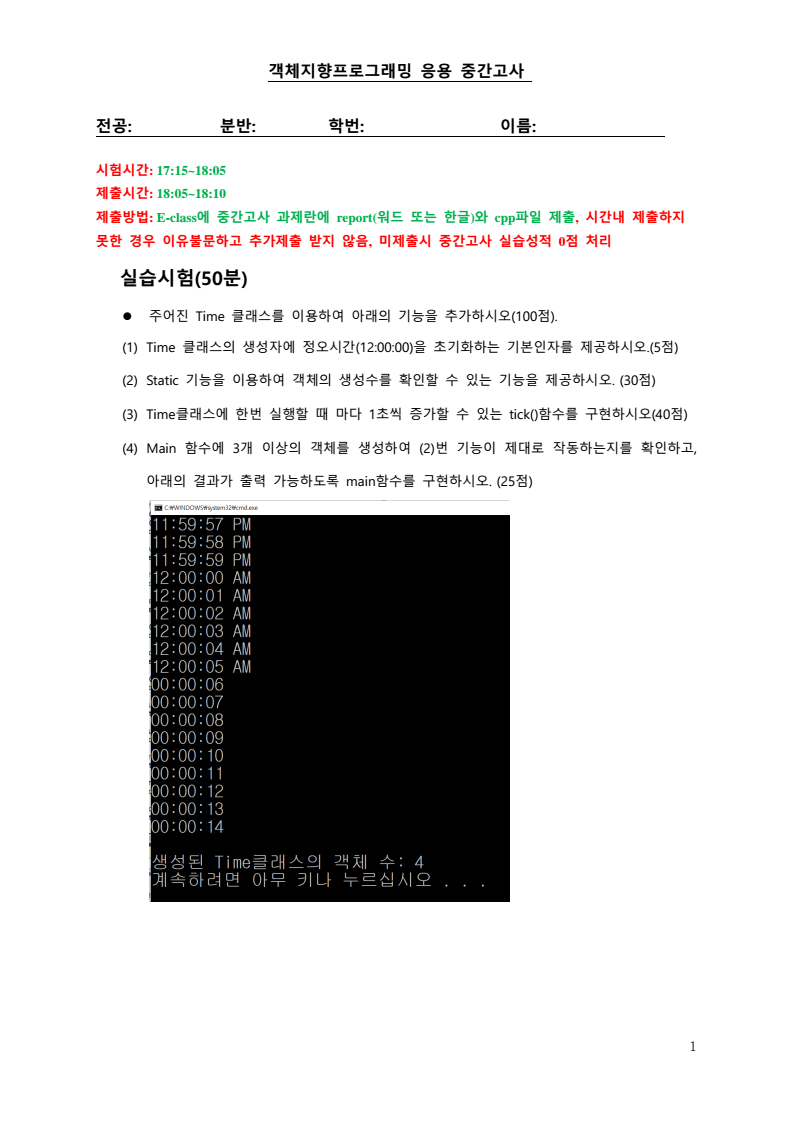 객체지향프로그래밍 응용 중간고사
전공: 분반: 학번: 이름:
시험시간: 17:15~18:05
제출시간: 18:05~18:10
제출방법: E-class에 중간고사 과제란에 report(워드 또는 한글)와 cpp파일 제출, 시간내 제출하지
못한 경우 이유불문하고 추가제출 받지 않음, 미제출시 중간고사 실습성적 0점 처리
실습시험(50분)
● 주어진 Time 클래스를 이용하여 아래의 기능을 추가하시오(100점).
(1) Time 클래스의 생성자에 정오시간(12:00:00)을 초기화하는 기본인자를 제공하시오.(5점)
(2) Static 기능을 이용하여 객체의 생성수를 확인할 수 있는 기능을 제공하시오. (30점)
(3) Time클래스에 한번 실행할 때 마다 1초씩 증가할 수 있는 tick()함수를 구현하시오(40점)
(4) Main 함수에 3개 이상의 객체를 생성하여 (2)번 기능이 제대로 작동하는지를 확인하고,
아래의 결과가 출력 가능하도록 main함수를 구현하시오. (25점)
C:₩WINDOWS₩system32₩cmd.exe
11:59:57 PM
11:59:58 PM
11:59:59 PM
12:00:00 AM
12:00:01 AM
12:00:02 AM
12:00:03 AM
12:00:04 AM
12:00:05 AM
00:00:06
00:00:07
00:00:08
00:00:09
00:00:10
00:00:11
00:00:12
00:00:13
00:00:14
생성된 Time클래스의 객체 수: 4
계속하려면 아무 키나 누르십시오 . . .
1